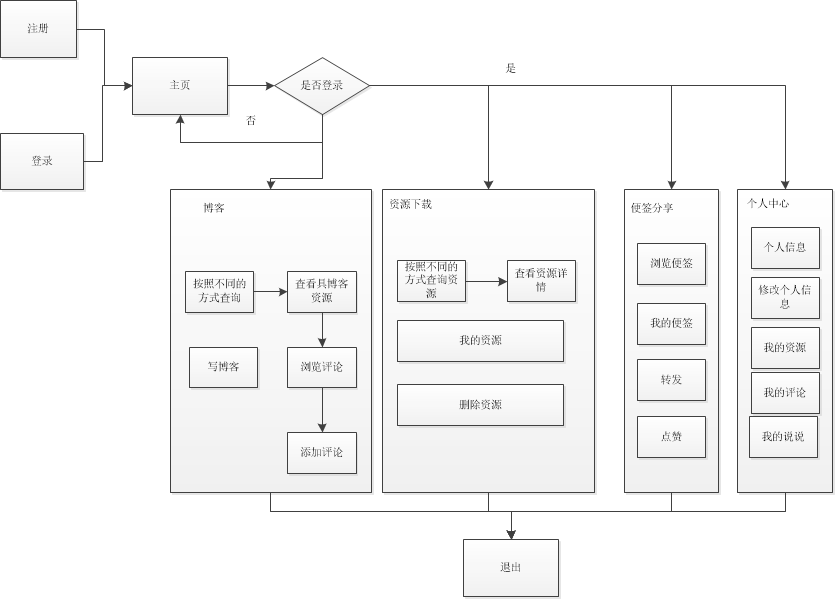 注册
是
主页
是否登录
否
登录
博客
按照不同的
方式查询
查看具博客
资源
写博客
浏览评论
添加评论
资源下载
按照不同的
方式查询资
源
查看资源详
情
我的资源
删除资源
便签分享
浏览便签
我的便签
转发
点赞
个人中心
个人信息
修改个人信
息
我的资源
我的评论
我的说说
退出